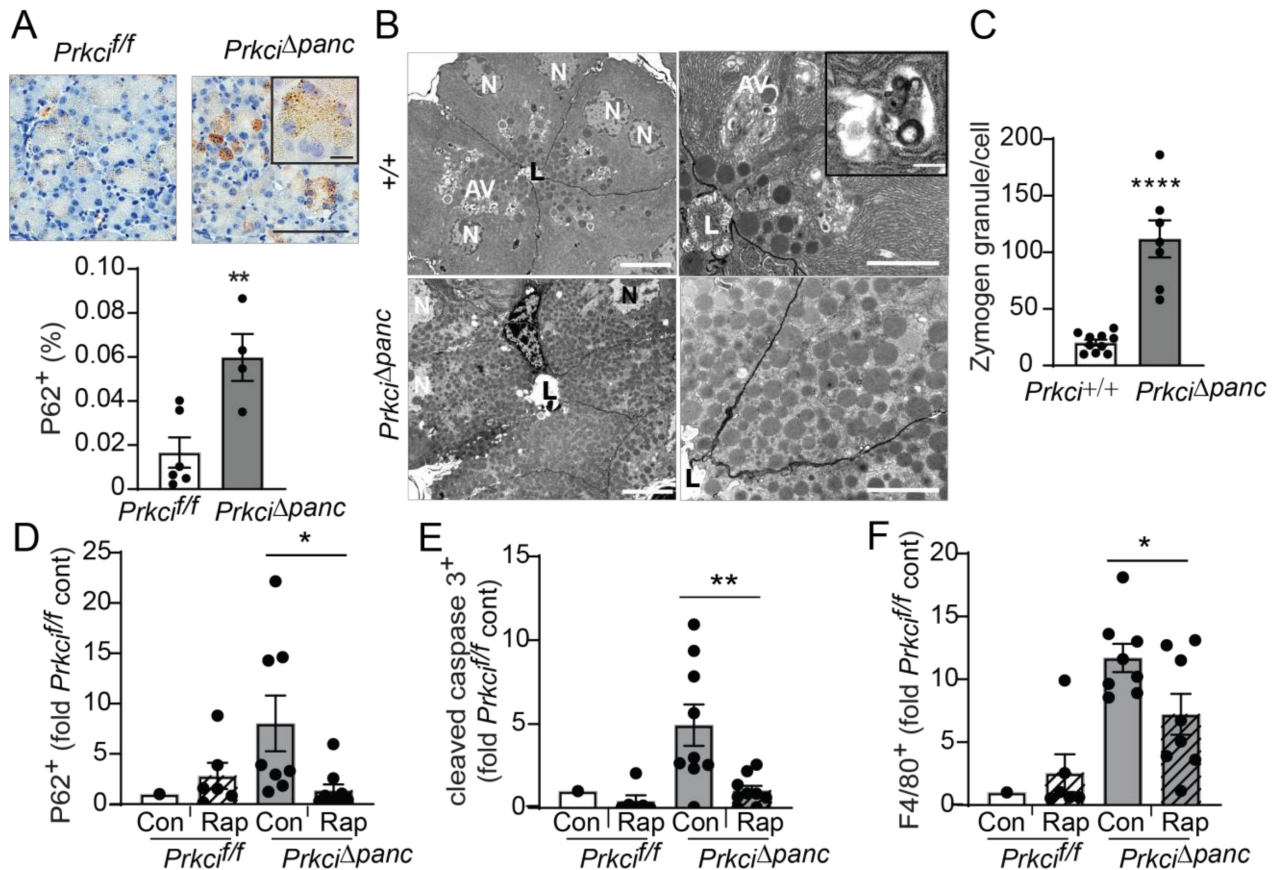 A
Prkci f/f
Prkci Δpanc
P62+ (%)
0.10
0.08
0.06
0.04
0.02
0
**
Prkci f/f
Prkci Δpanc
B
+/+
Prkci Δpanc
N
N
N
N
N
AV
L
AV
L
N
N
N
L
L
C
Zymogen granule/cell
200
150
100
50
0
****
Prkci+/+
Prkci Δpanc
D
P62+ (fold Prkci f/f cont)
25
20
15
10
5
0
*
Con
Rap
Con
Rap
Prkci f/f
Prkci Δpanc
E
cleaved caspase 3+
(fold Prkci f/f cont)
15
10
5
0
**
Con
Rap
Con
Rap
Prkci f/f
Prkci Δpanc
F
F4/80+ (fold Prkci f/f cont)
20
15
10
5
0
*
Con
Rap
Con
Rap
Prkci f/f
Prkci Δpanc